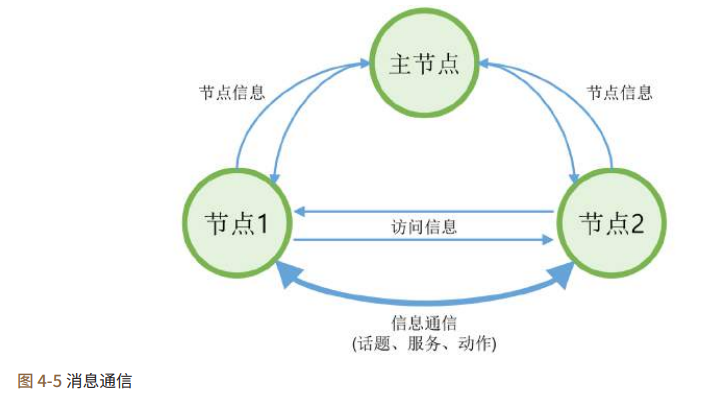 主节点
节点信息
节点信息
节点1
访问信息
节点2
信息通信
(话题、服务、动作)
图 4-5 消息通信